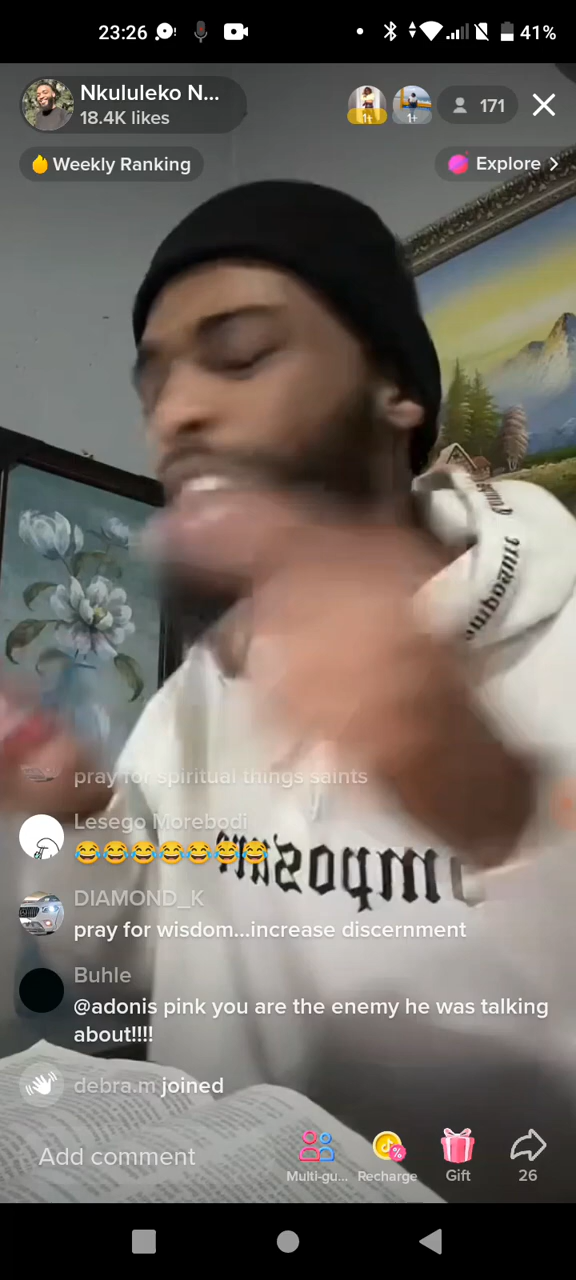 23:26
41%
Nkululeko N...
18.4K likes
1+
1+
171
Weekly Ranking
Explore >
pray for spiritual things saints
Lesego Morebodi
😂😂😂😂😂😂😂
DIAMOND_K
pray for wisdom...increase discernment
Buhle
@adonis pink you are the enemy he was talking
about!!!!
debra.m joined
Add comment
Multi-gu...
Recharge
Gift
26